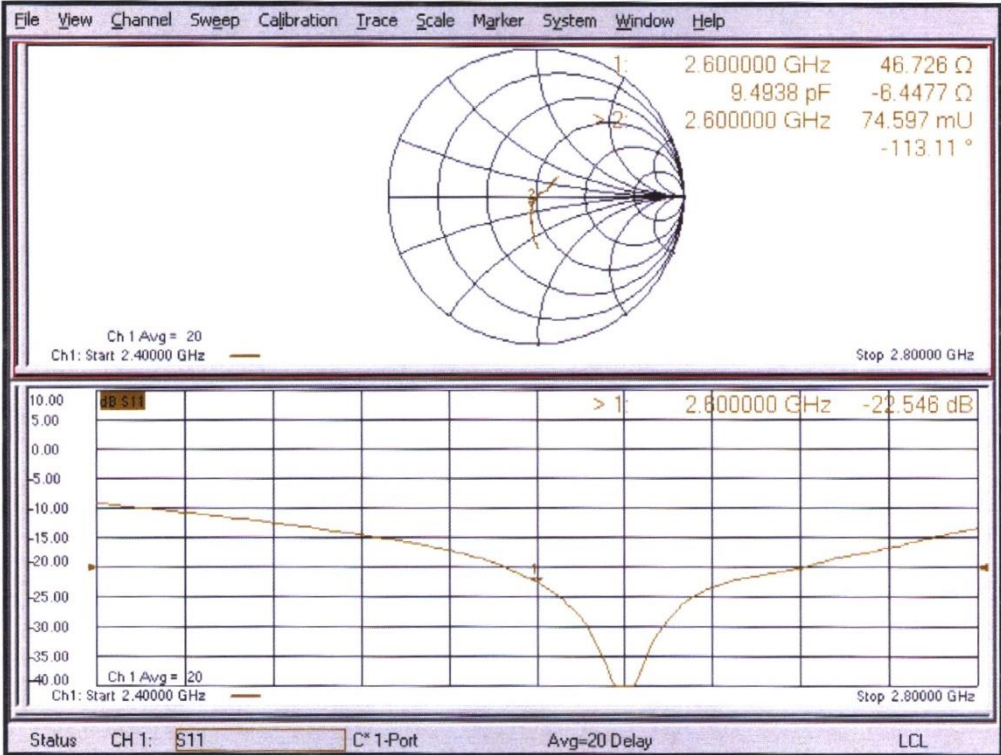 File View Channel Sweep Calibration Trace Scale Marker System Window Help
1: 2.600000 GHz 46.726 Ω
9.4938 pF -6.4477 Ω
> 2: 2.600000 GHz 74.597 mU
-113.11 °
2
Ch 1 Avg = 20
Ch1: Start 2.40000 GHz
Stop 2.80000 GHz
10.00 dB S11
> 1: 2.600000 GHz -22.546 dB
5.00
0.00
-5.00
-10.00
-15.00
-20.00
1
-25.00
-30.00
-35.00
-40.00
Ch 1 Avg = 20
Ch1: Start 2.40000 GHz
Stop 2.80000 GHz
Status CH 1: S11 C* 1-Port Avg=20 Delay LCL